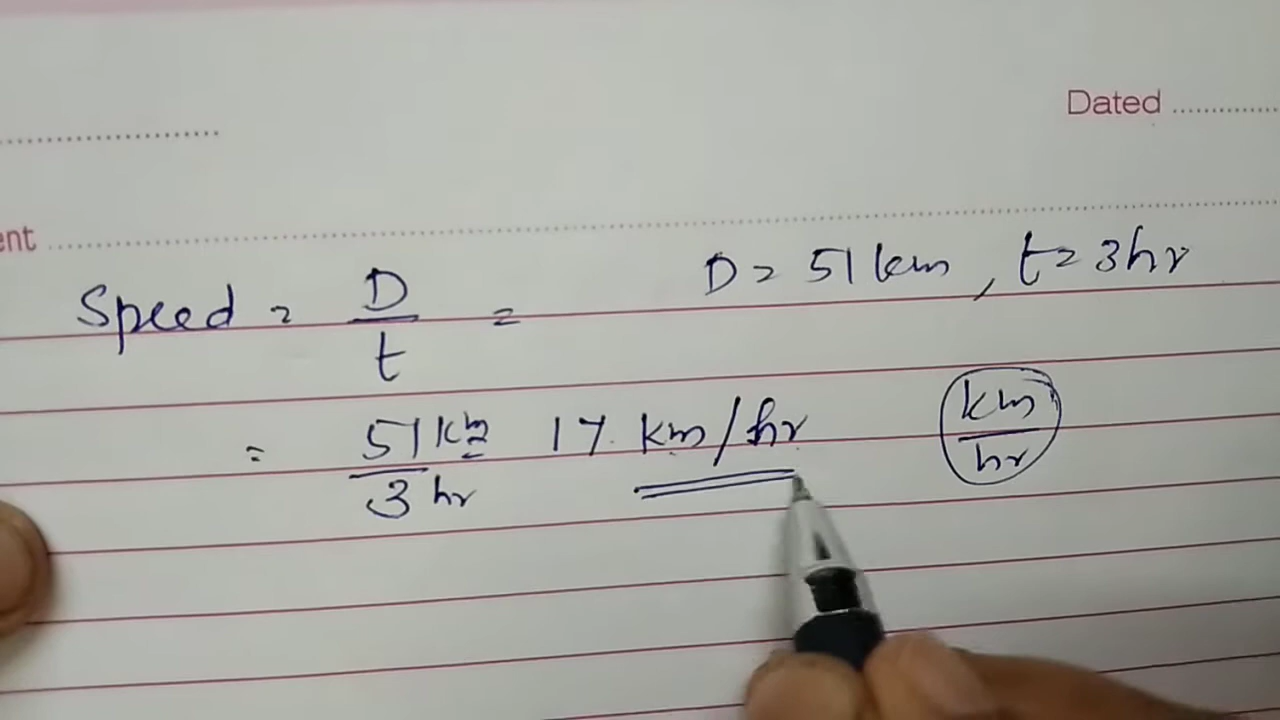 Dated ....................
ent ....................
D = 51 km , t = 3 hr
Speed = D/t =
= 51 km/3 hr 17 km/hr
km/hr